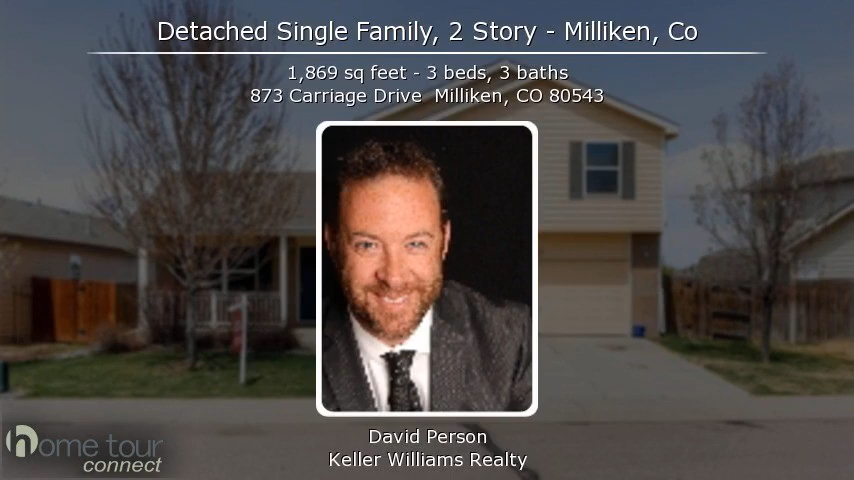 Detached Single Family, 2 Story - Milliken, Co
1,869 sq feet - 3 beds, 3 baths
873 Carriage Drive  Milliken, CO 80543
David Person
Keller Williams Realty
home tour
connect